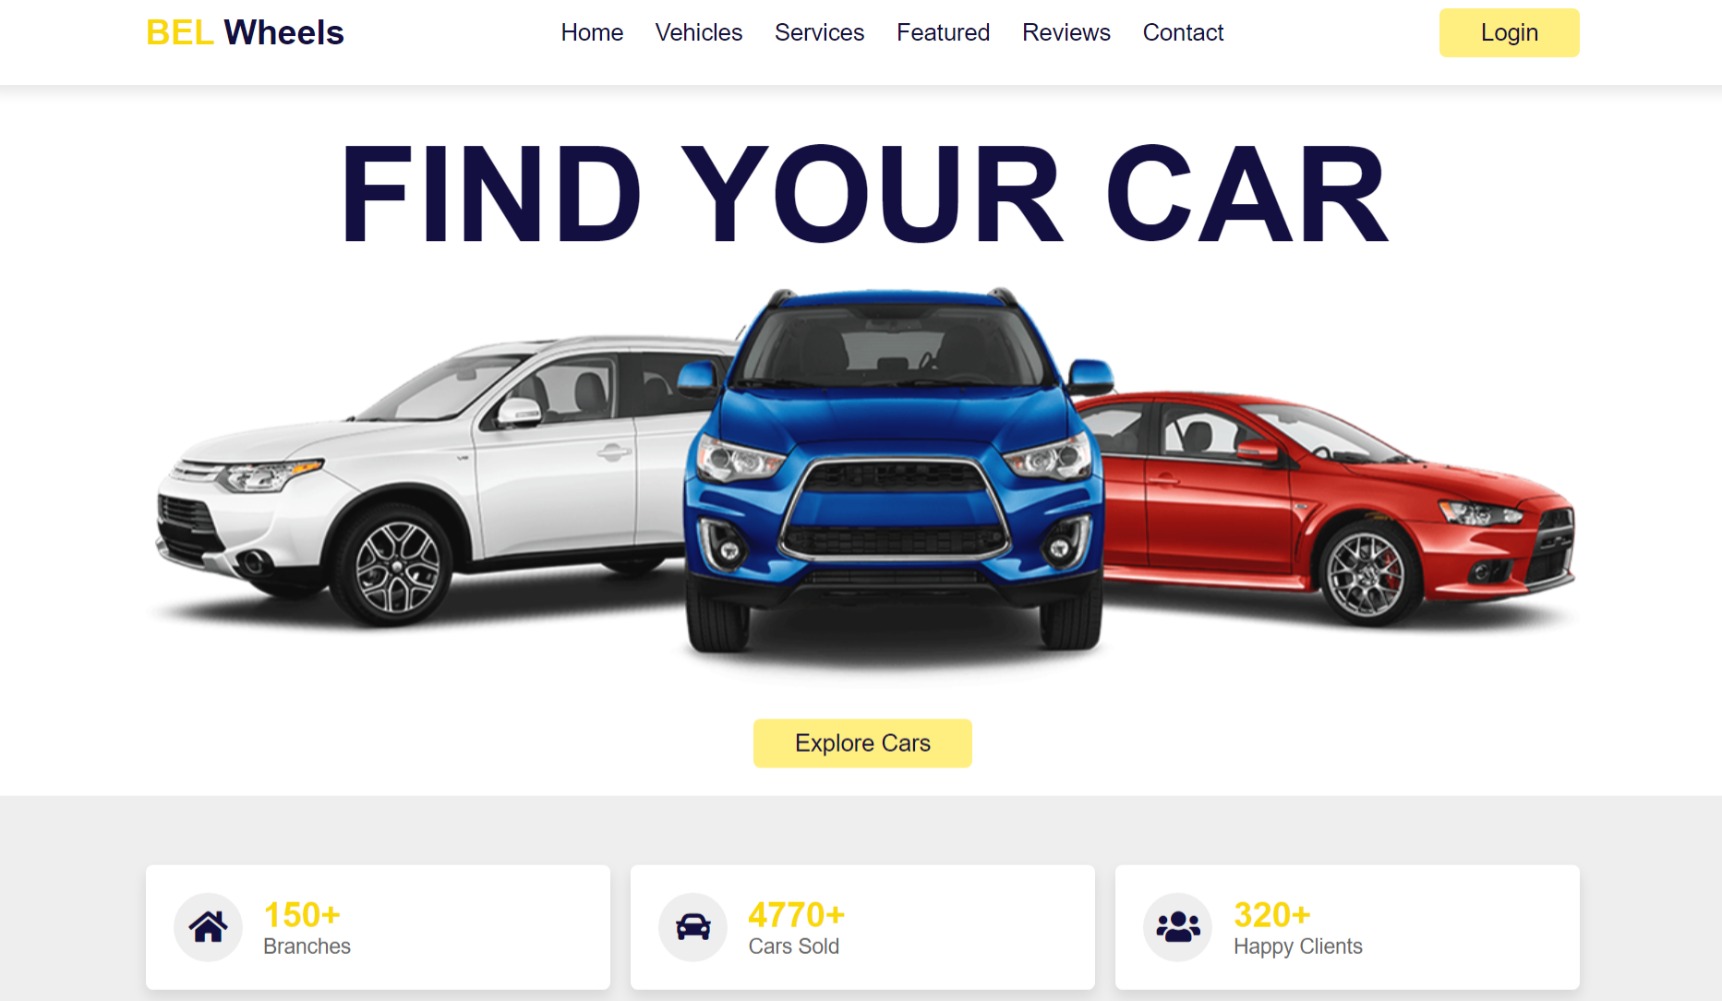 BEL Wheels
Home Vehicles Services Featured Reviews Contact
Login
FIND YOUR CAR
Explore Cars
150+
Branches
4770+
Cars Sold
320+
Happy Clients